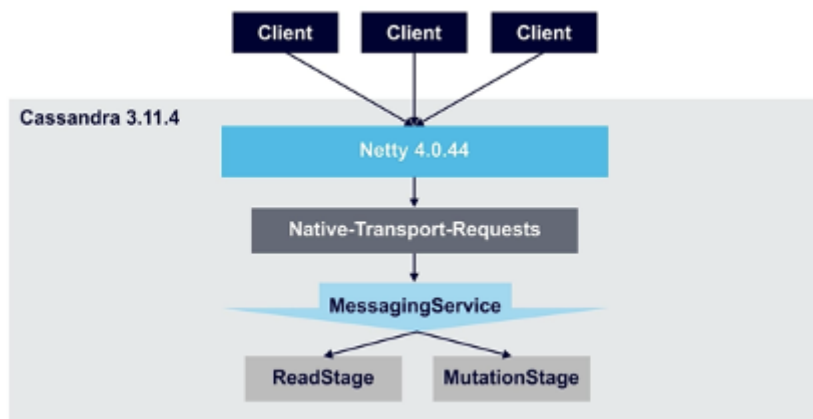 Client
Client
Client
Cassandra 3.11.4
Netty 4.0.44
Native-Transport-Requests
MessagingService
ReadStage
MutationStage